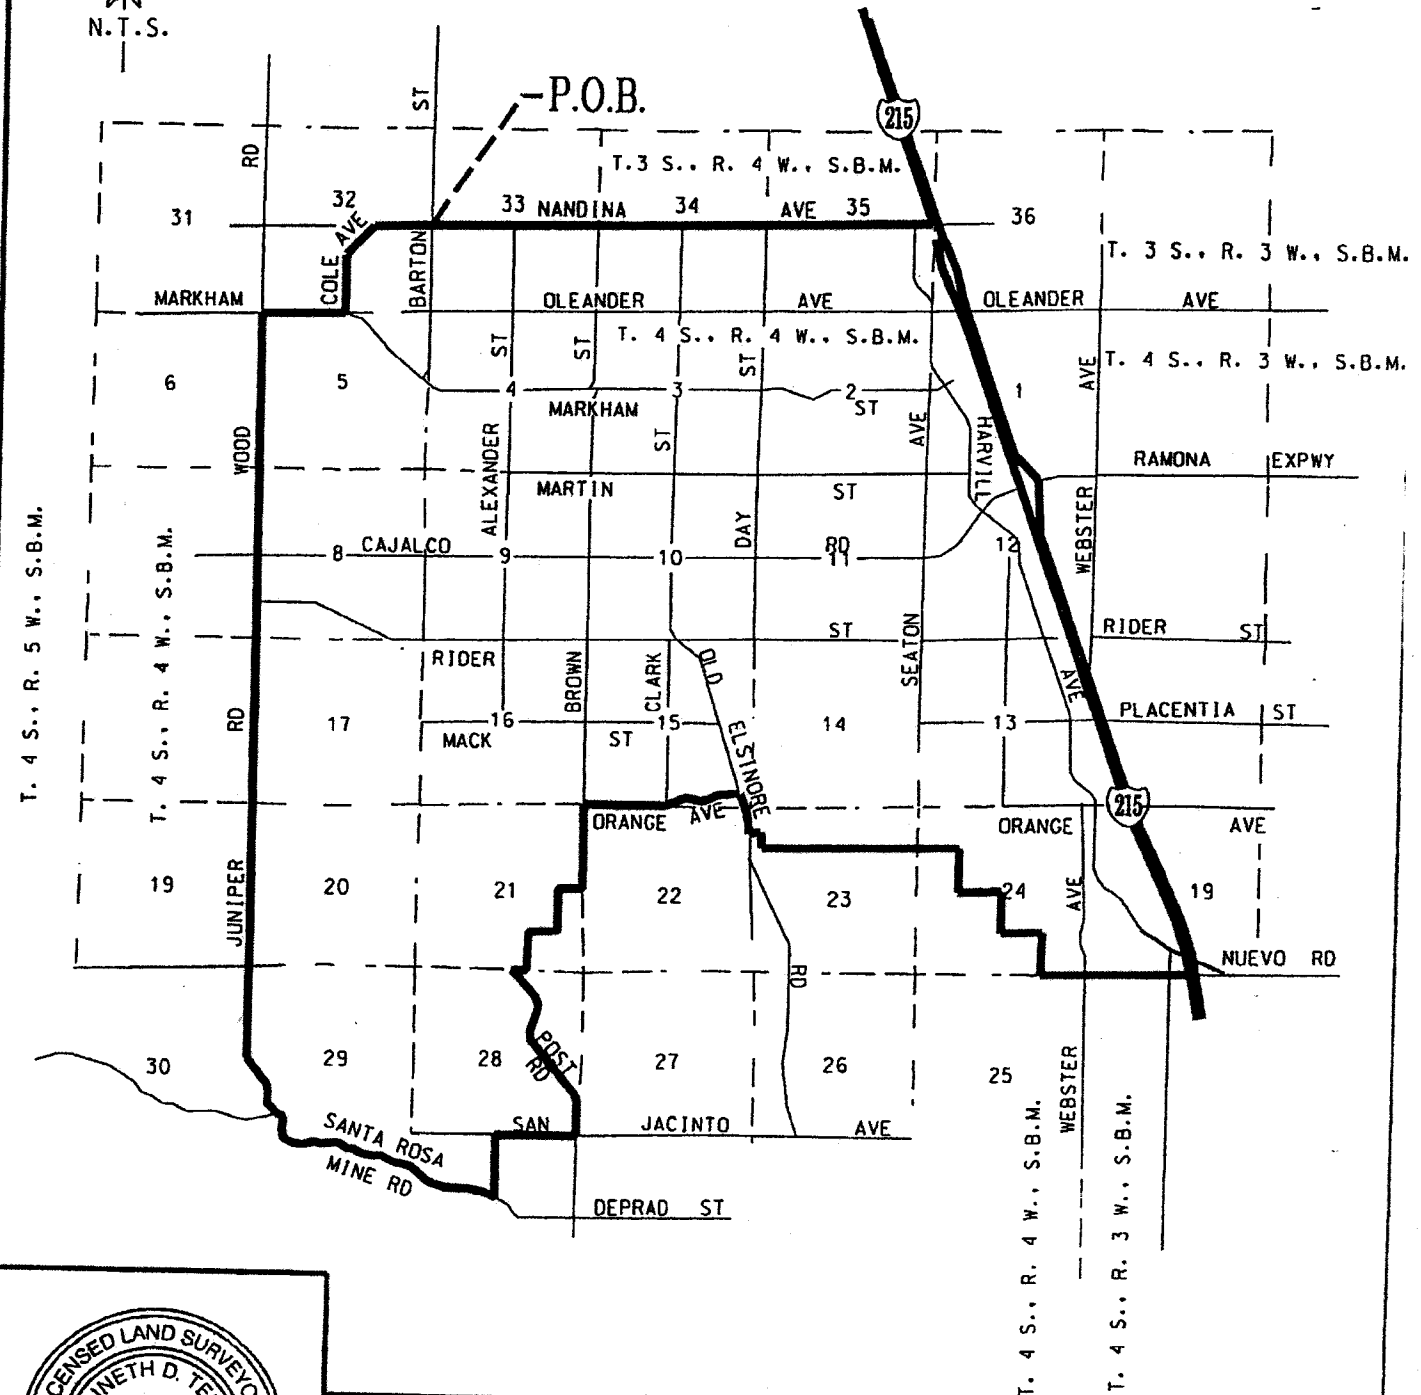 N.T.S.
P.O.B.
215
ST
RD
T.3 S., R. 4 W., S.B.M.
31
32
33
NANDINA
34
AVE
35
36
COLE AVE
BARTON
T. 3 S., R. 3 W., S.B.M.
MARKHAM
OLEANDER
AVE
OLEANDER
AVE
T. 4 S., R. 4 W., S.B.M.
T. 4 S., R. 3 W., S.B.M.
ST
ST
ST
AVE
6
5
4
3
2
1
MARKHAM
ST
WOOD
ALEXANDER
ST
AVE
HARVILL
RAMONA
EXPWY
MARTIN
ST
DAY
WEBSTER
T. 4 S., R. 5 W., S.B.M.
T. 4 S., R. 4 W., S.B.M.
8
CAJALCO
9
10
RD
11
12
RIDER
ST
RIDER
ST
BROWN
CLARK
OLD
ELSINORE
SEATON
AVE
RD
17
16
15
14
13
PLACENTIA
ST
MACK
ST
215
ORANGE
AVE
ORANGE
AVE
JUNIPER
19
20
21
22
23
24
AVE
19
NUEVO RD
RD
POST
RD
30
29
28
27
26
25
WEBSTER
SANTA ROSA
MINE RD
SAN
JACINTO
AVE
DEPRAD ST
T. 4 S., R. 4 W., S.B.M.
T. 4 S., R. 3 W., S.B.M.
LAND